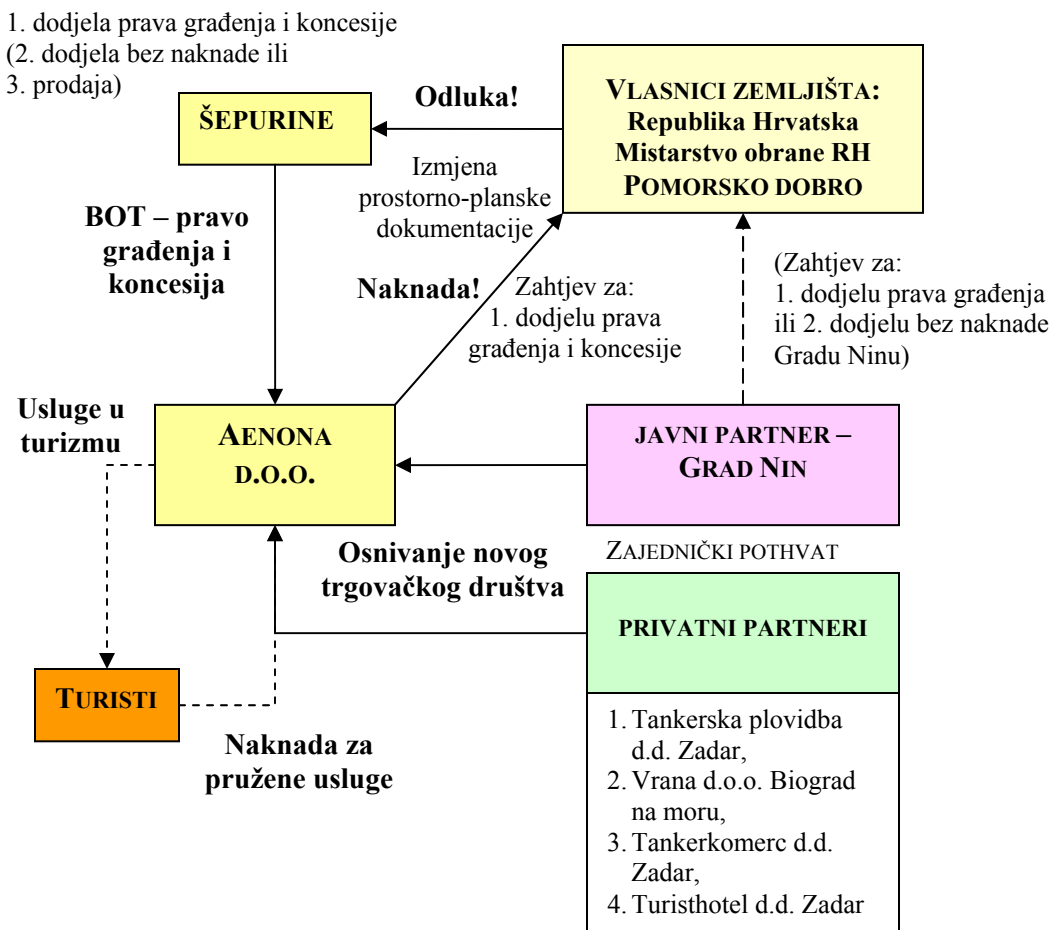 1. dodjela prava građenja i koncesije
(2. dodjela bez naknade ili
3. prodaja)
ŠEPURINE
Odluka!
VLASNICI ZEMLJIŠTA:
Republika Hrvatska
Mistarstvo obrane RH
POMORSKO DOBRO
Izmjena
prostorno-planske
dokumentacije
BOT – pravo
građenja i
koncesija
Naknada!
Zahtjev za:
1. dodjelu prava
građenja i koncesije
(Zahtjev za:
1. dodjelu prava građenja
ili 2. dodjelu bez naknade
Gradu Ninu)
Usluge u
turizmu
AENONA
D.O.O.
JAVNI PARTNER –
GRAD NIN
Osnivanje novog
trgovačkog društva
ZAJEDNIČKI POTHVAT
PRIVATNI PARTNERI
TURISTI
Naknada za
pružene usluge
1. Tankerska plovidba
d.d. Zadar,
2. Vrana d.o.o. Biograd
na moru,
3. Tankerkomerc d.d.
Zadar,
4. Turisthotel d.d. Zadar